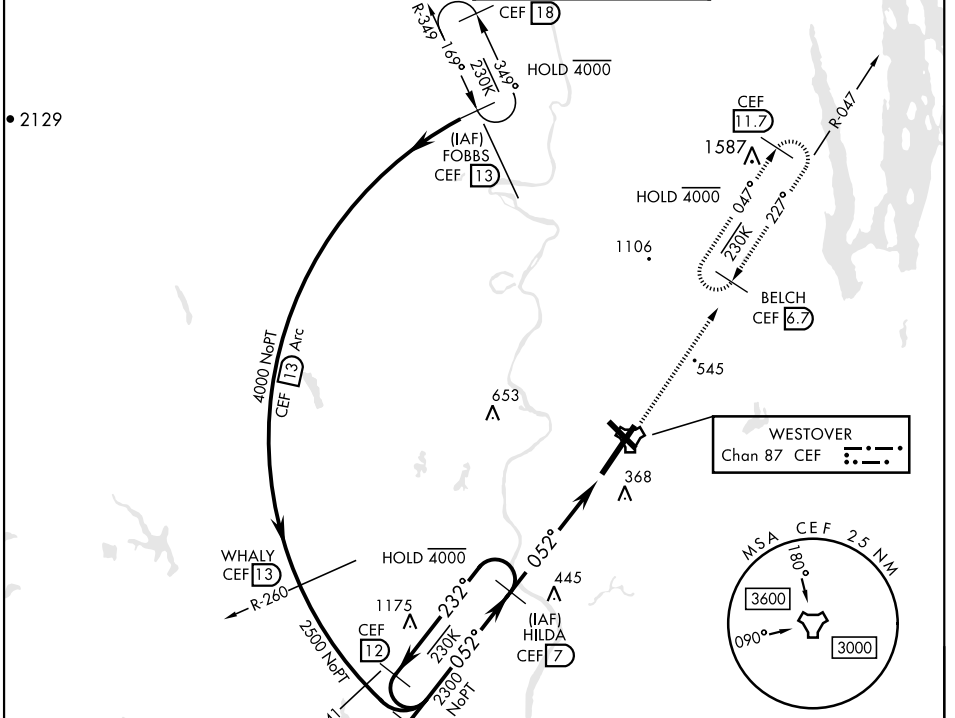 CEF 18
R-349
169°
349°
230K
HOLD 4000
2129
(IAF)
FOBBS
CEF 13
CEF
11.7
R-047
1587
HOLD 4000
047°
227°
230K
1106
BELCH
CEF 6.7
4000 NoPT
CEF 13 Arc
545
653
WESTOVER
Chan 87 CEF
368
WHALY
CEF 13
R-260
HOLD 4000
052°
232°
445
1175
230K
052°
(IAF)
HILDA
CEF 7
CEF
12
2500 NoPT
2300
NoPT
MSA CEF 25 NM
180°
3600
090°
3000